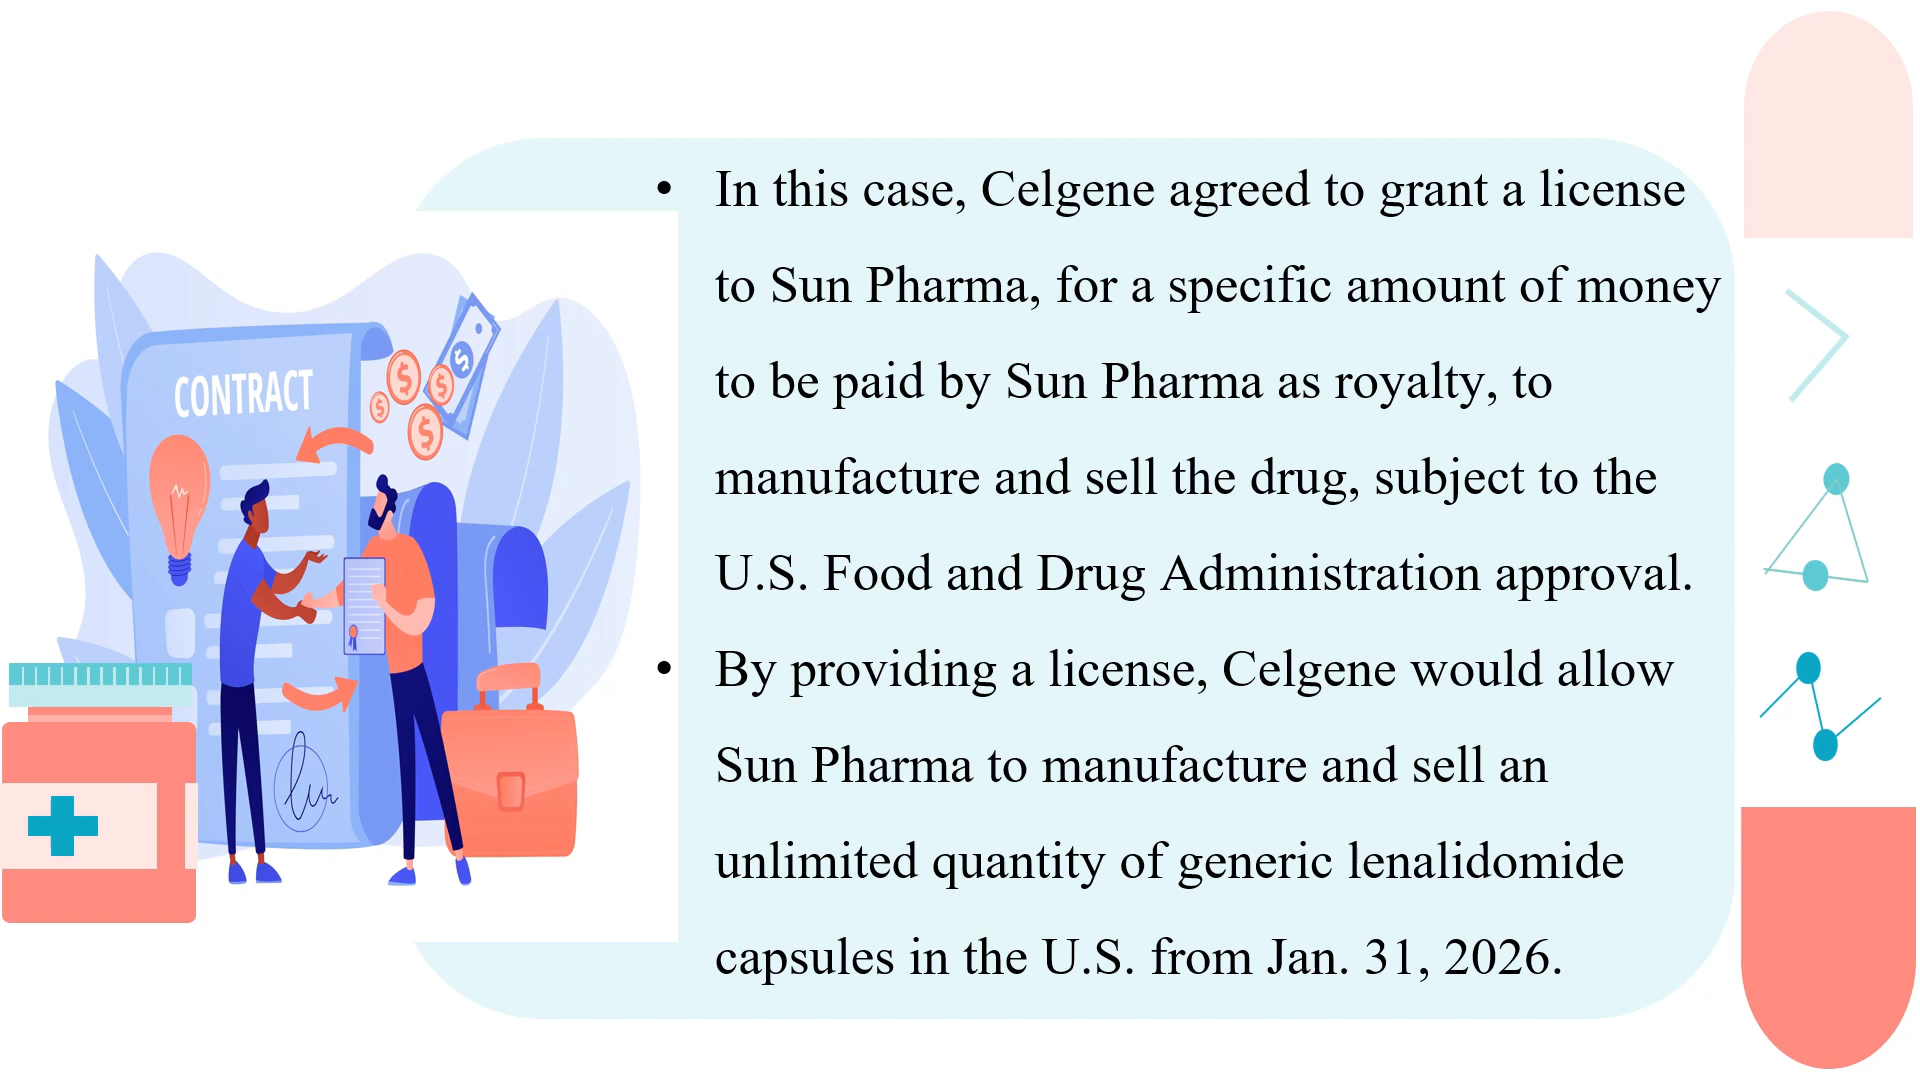 • In this case, Celgene agreed to grant a license
to Sun Pharma, for a specific amount of money
to be paid by Sun Pharma as royalty, to
manufacture and sell the drug, subject to the
U.S. Food and Drug Administration approval.
• By providing a license, Celgene would allow
Sun Pharma to manufacture and sell an
unlimited quantity of generic lenalidomide
capsules in the U.S. from Jan. 31, 2026.
CONTRACT